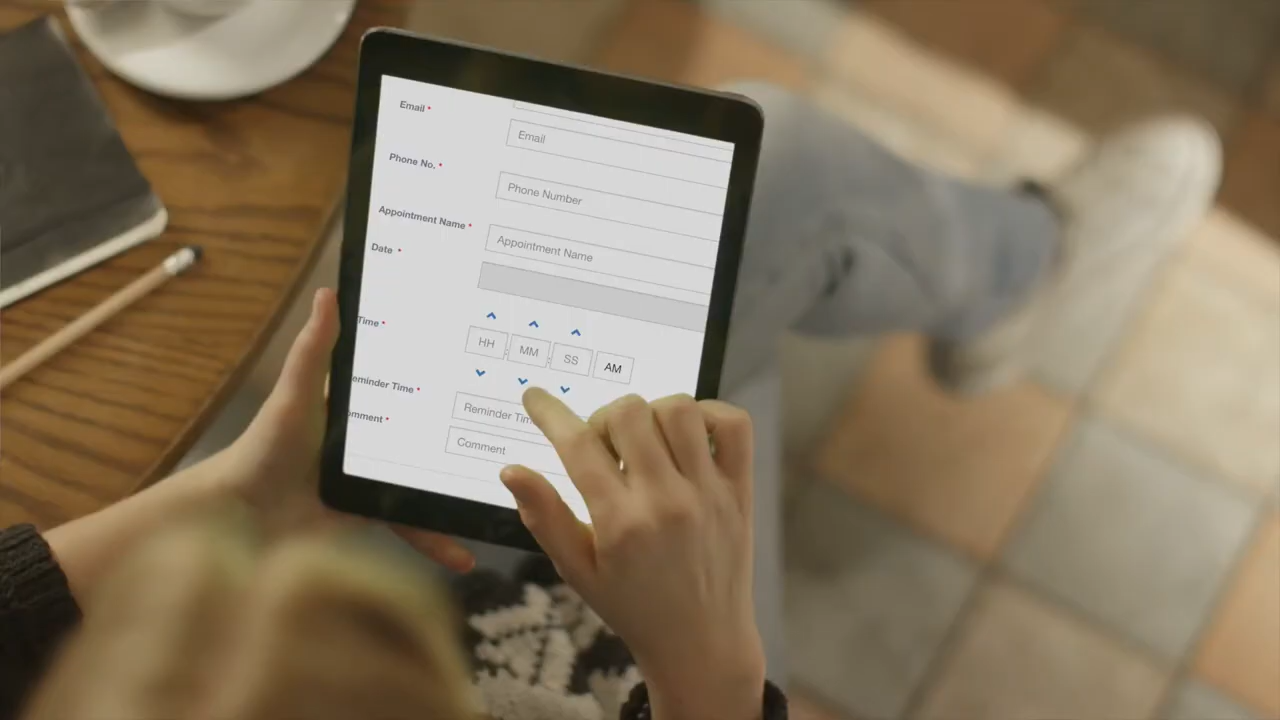 Email *
Email
Phone No. *
Phone Number
Appointment Name *
Appointment Name
Date *
Time *
HH : MM : SS AM
eminder Time *
Reminder Tim
omment *
Comment